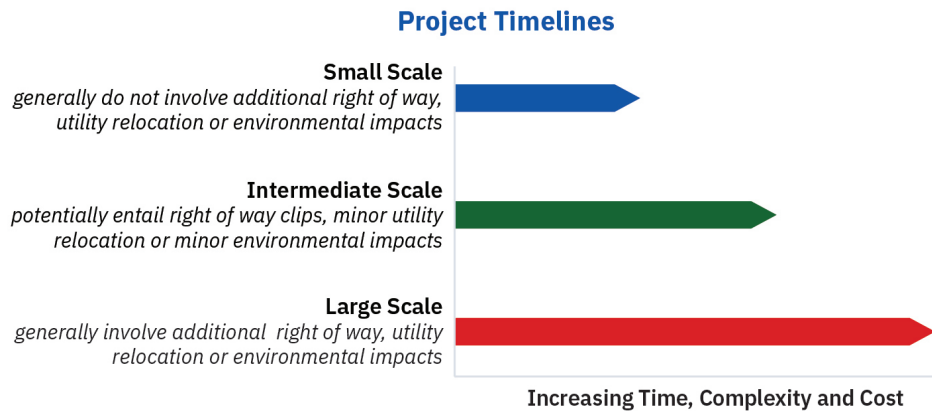 Project Timelines
Small Scale
generally do not involve additional right of way,
utility relocation or environmental impacts
Intermediate Scale
potentially entail right of way clips, minor utility
relocation or minor environmental impacts
Large Scale
generally involve additional  right of way, utility
relocation or environmental impacts
Increasing Time, Complexity and Cost